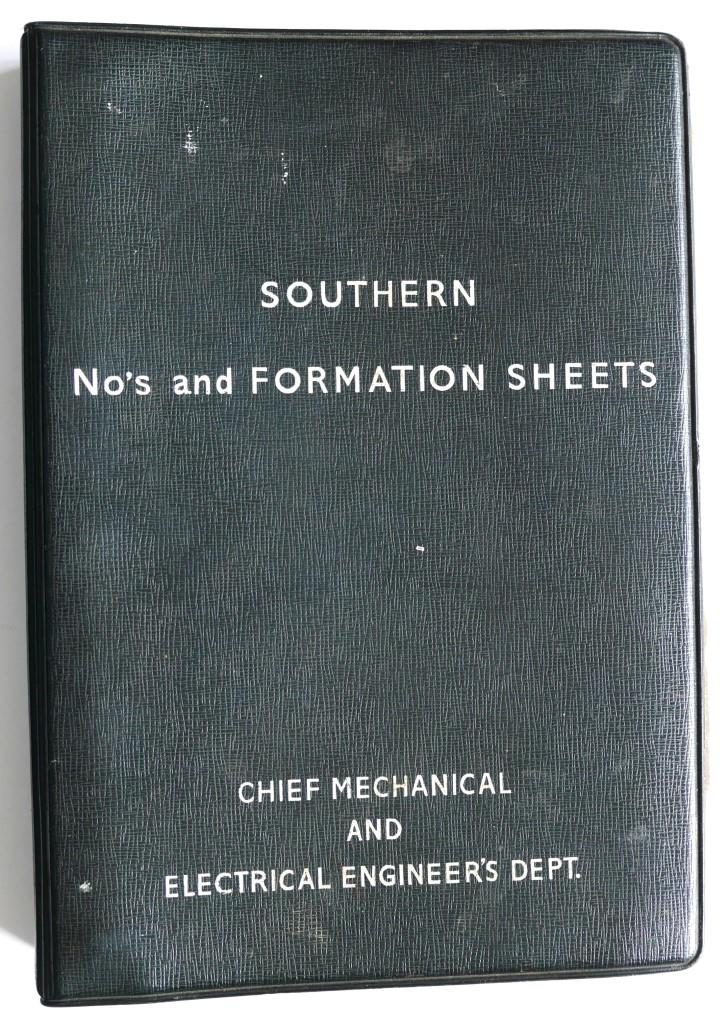 SOUTHERN
No's and FORMATION SHEETS
CHIEF MECHANICAL
AND
ELECTRICAL ENGINEER'S DEPT.